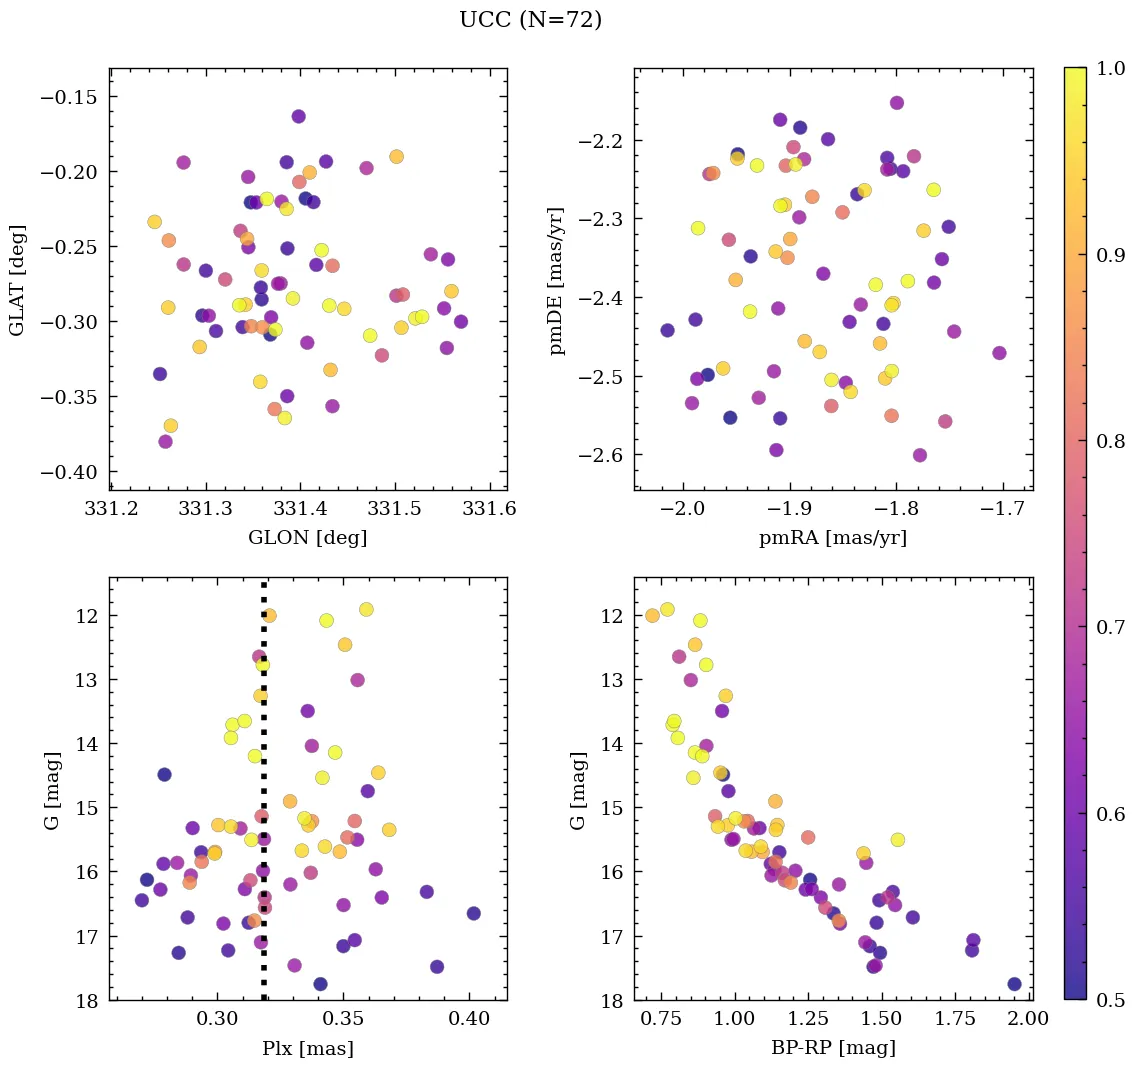 UCC (N=72)
−0.15
−0.20
−0.25
−0.30
−0.35
−0.40
GLAT [deg]
331.2 331.3 331.4 331.5 331.6
GLON [deg]
−2.2
−2.3
−2.4
−2.5
−2.6
pmDE [mas/yr]
−2.0 −1.9 −1.8 −1.7
pmRA [mas/yr]
12
13
14
15
16
17
18
G [mag]
0.30 0.35 0.40
Plx [mas]
12
13
14
15
16
17
18
G [mag]
0.75 1.00 1.25 1.50 1.75 2.00
BP-RP [mag]
1.0
0.9
0.8
0.7
0.6
0.5